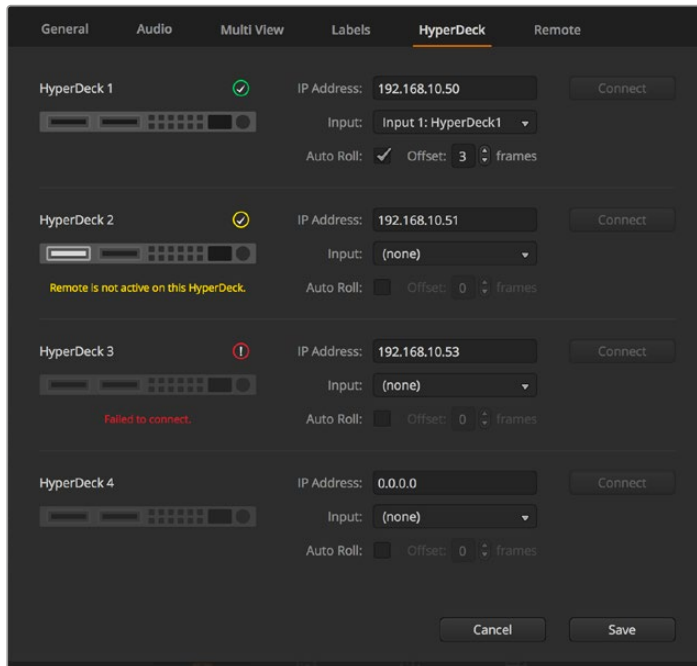 General Audio Multi View Labels HyperDeck Remote
HyperDeck 1 IP Address: 192.168.10.50 Connect
Input: Input 1: HyperDeck1
Auto Roll: Offset: 3 frames
HyperDeck 2 IP Address: 192.168.10.51 Connect
Input: (none)
Remote is not active on this HyperDeck. Auto Roll: Offset: 0 frames
HyperDeck 3 IP Address: 192.168.10.53 Connect
Input: (none)
Failed to connect. Auto Roll: Offset: 0 frames
HyperDeck 4 IP Address: 0.0.0.0 Connect
Input: (none)
Auto Roll: Offset: 0 frames
Cancel Save